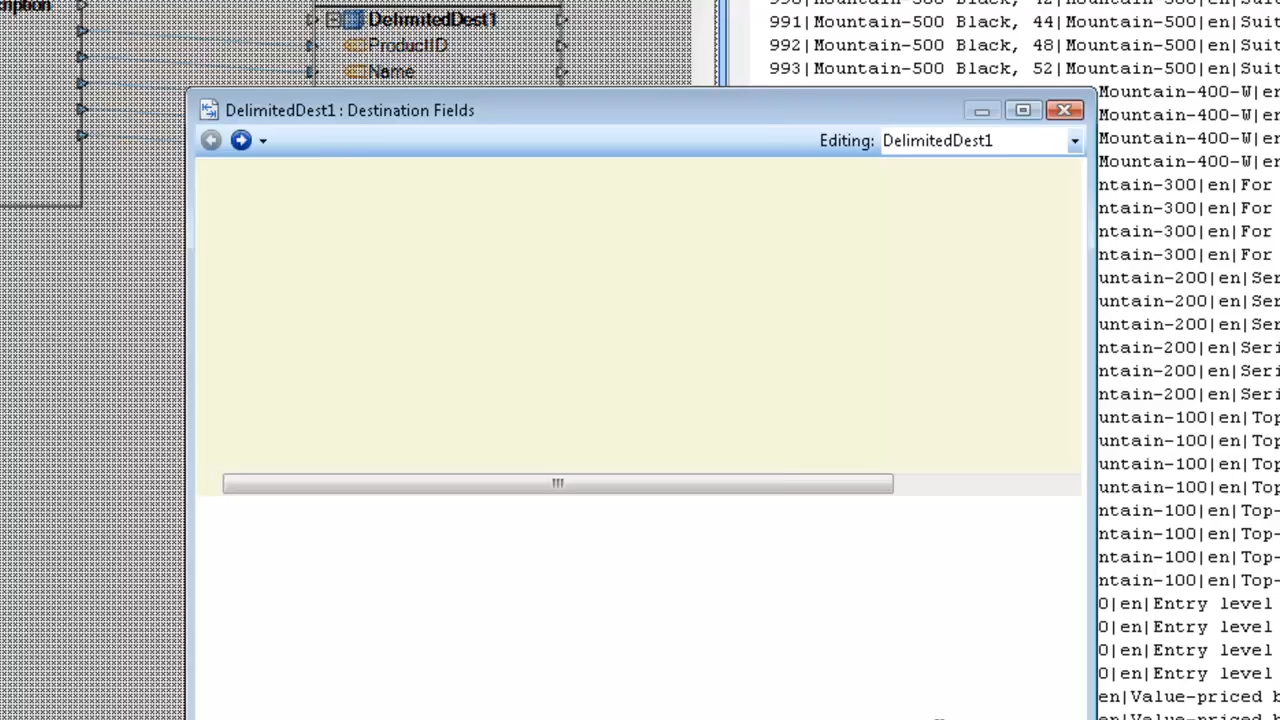 DelimitedDest1
ProductID
Name
991|Mountain-500 Black, 44|Mountain-500|en|Suit
992|Mountain-500 Black, 48|Mountain-500|en|Suit
993|Mountain-500 Black, 52|Mountain-500|en|Suit
DelimitedDest1 : Destination Fields
Editing: DelimitedDest1
Mountain-400-W|en
Mountain-400-W|en
Mountain-400-W|en
Mountain-400-W|en
ntain-300|en|For
ntain-300|en|For
ntain-300|en|For
ntain-300|en|For
untain-200|en|Ser
untain-200|en|Ser
untain-200|en|Ser
ntain-200|en|Seri
ntain-200|en|Seri
ntain-200|en|Seri
untain-100|en|Top
untain-100|en|Top
untain-100|en|Top
untain-100|en|Top
ntain-100|en|Top-
ntain-100|en|Top-
ntain-100|en|Top-
ntain-100|en|Top-
0|en|Entry level
0|en|Entry level
0|en|Entry level
0|en|Entry level
en|Value-priced b